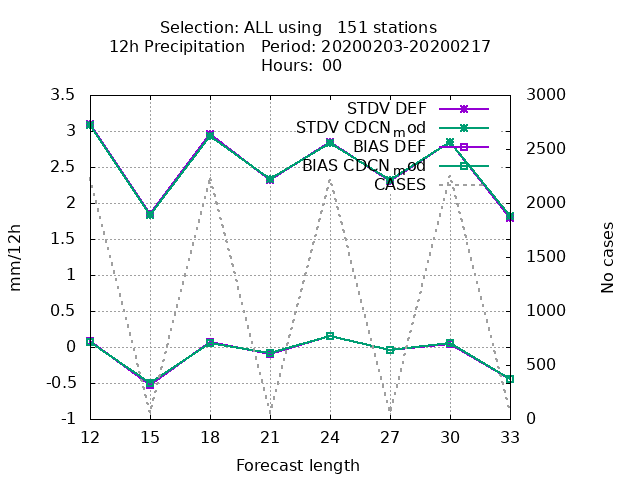 Selection: ALL using 151 stations
12h Precipitation Period: 20200203-20200217
Hours: 00
3.5
3
2.5
2
1.5
1
0.5
0
-0.5
-1
mm/12h
3000
2500
2000
1500
1000
500
0
No cases
STDV DEF
STDV CDCNmod
BIAS DEF
BIAS CDCNmod
CASES
12 15 18 21 24 27 30 33
Forecast length